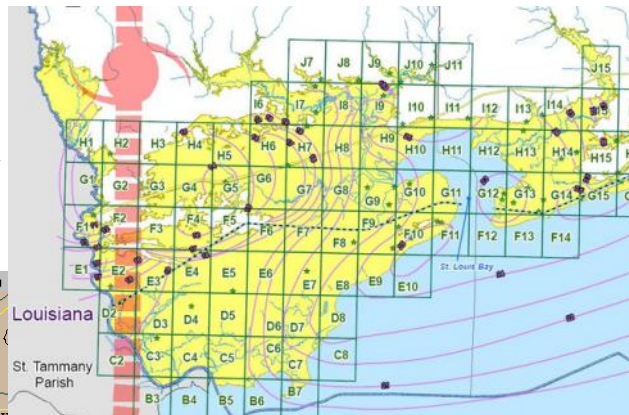 J7 J8 J9 J10 J11 J15
I6 I7 I8 I9 I10 I11 I12 I13 I14
H1 H2 H3 H4 H5 H6 H7 H8 H9 H10 H11 H12 H13 H14 H15
G1 G2 G3 G4 G5 G6 G7 G8 G9 G10 G11 G12 G13 G14 G15
F1 F2 F3 F4 F5 F6 F7 F8 F9 F10 F11 F12 F13 F14
St. Louis Bay
E1 E2 E3 E4 E5 E6 E7 E8 E9 E10
Louisiana
D2 D3 D4 D5 D6 D7 D8
St. Tammany
Parish
C2 C3 C4 C5 C6 C7 C8
B3 B4 B5 B6 B7